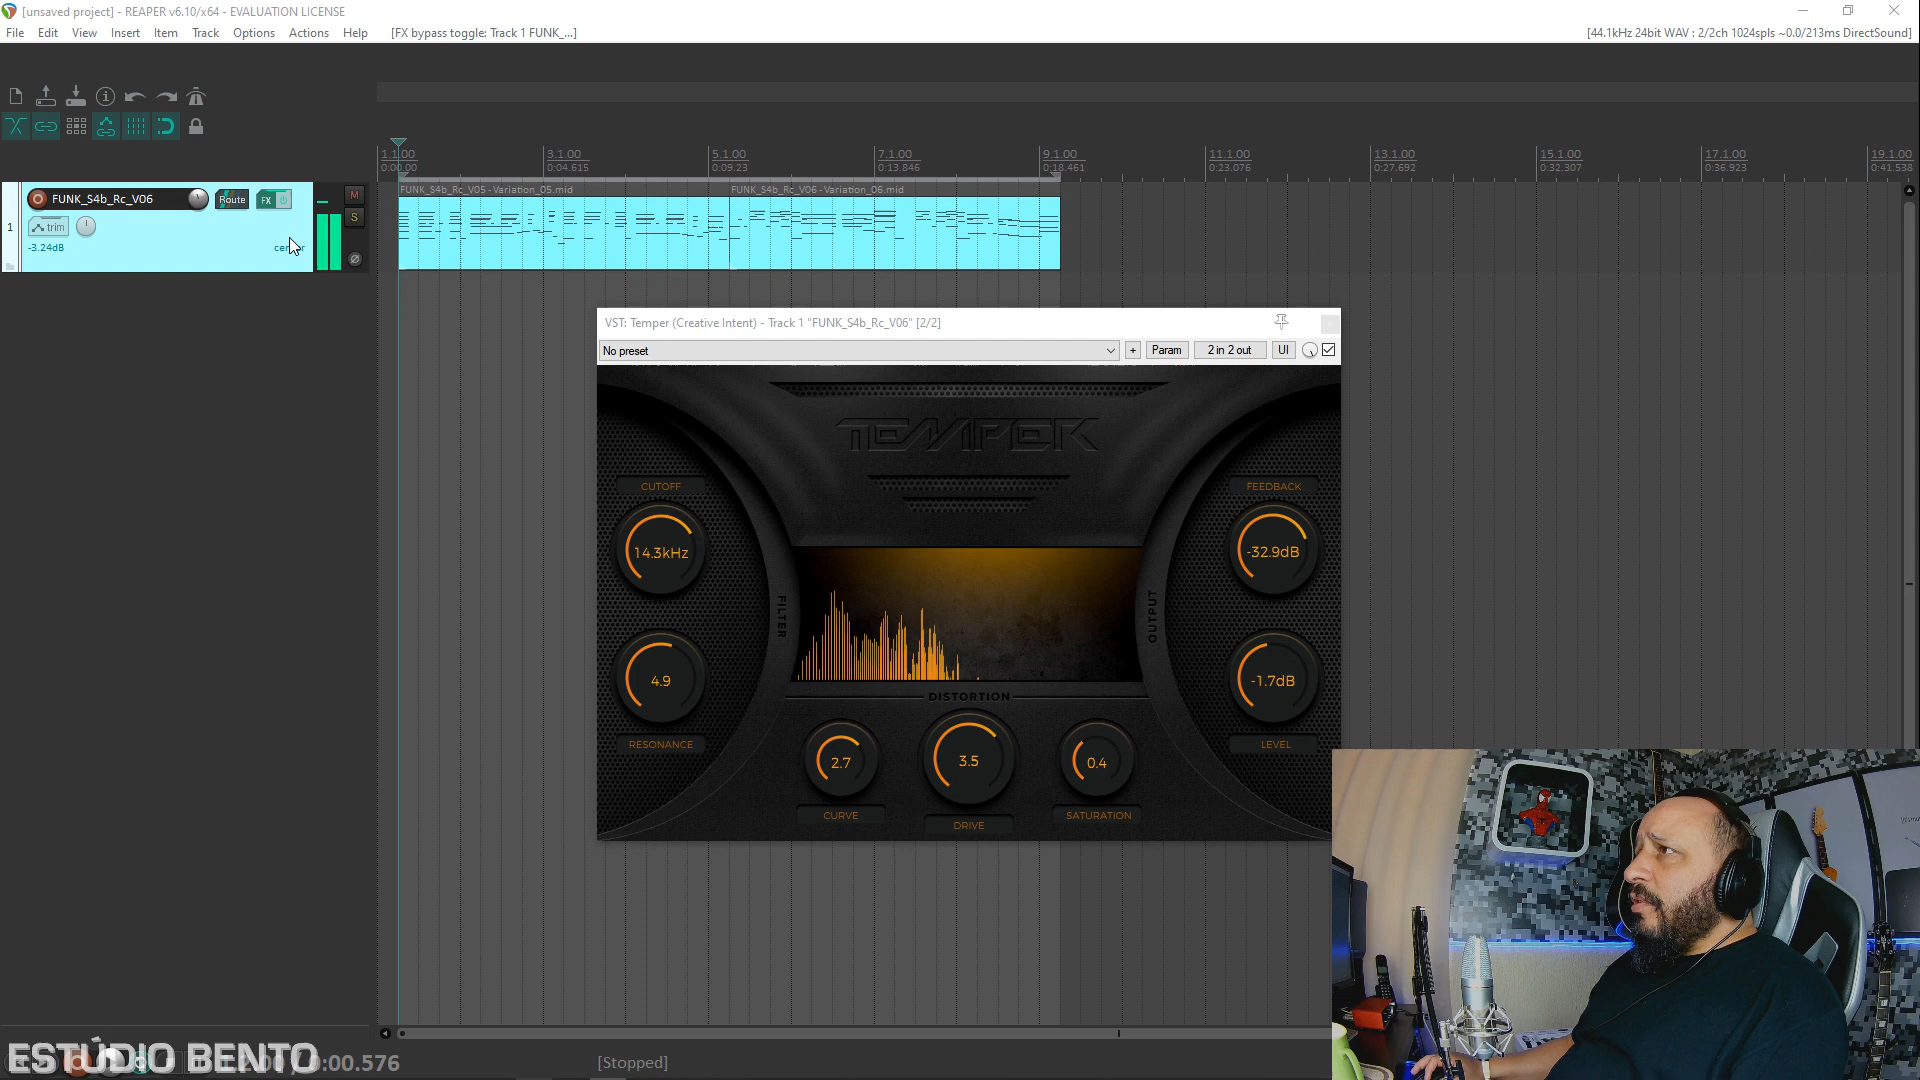 [unsaved project] - REAPER v6.10/x64 - EVALUATION LICENSE
File Edit View Insert Item Track Options Actions Help [FX bypass toggle: Track 1 FUNK_...]
[44.1kHz 24bit WAV : 2/2ch 1024spls ~0.0/213ms DirectSound]
1.1.00 3.1.00 5.1.00 7.1.00 9.1.00 11.1.00 13.1.00 15.1.00 17.1.00 19.1.00
0:00.00 0:04.615 0:09.23 0:13.846 0:18.461 0:23.076 0:27.692 0:32.307 0:36.923 0:41.538
FUNK_S4b_Rc_V05 - Variation_05.mid FUNK_S4b_Rc_V06 - Variation_06.mid
1
FUNK_S4b_Rc_V06
Route
FX
M
S
trim
-3.24dB
VST: Temper (Creative Intent) - Track 1 "FUNK_S4b_Rc_V06" [2/2]
No preset
+
Param
2 in 2 out
UI
TEMPER
CUTOFF
14.3kHz
4.9
RESONANCE
FILTER
FEEDBACK
-32.9dB
-1.7dB
LEVEL
OUTPUT
DISTORTION
2.7
3.5
0.4
CURVE
DRIVE
SATURATION
ESTÚDIO BENTO
0:00.576
[Stopped]